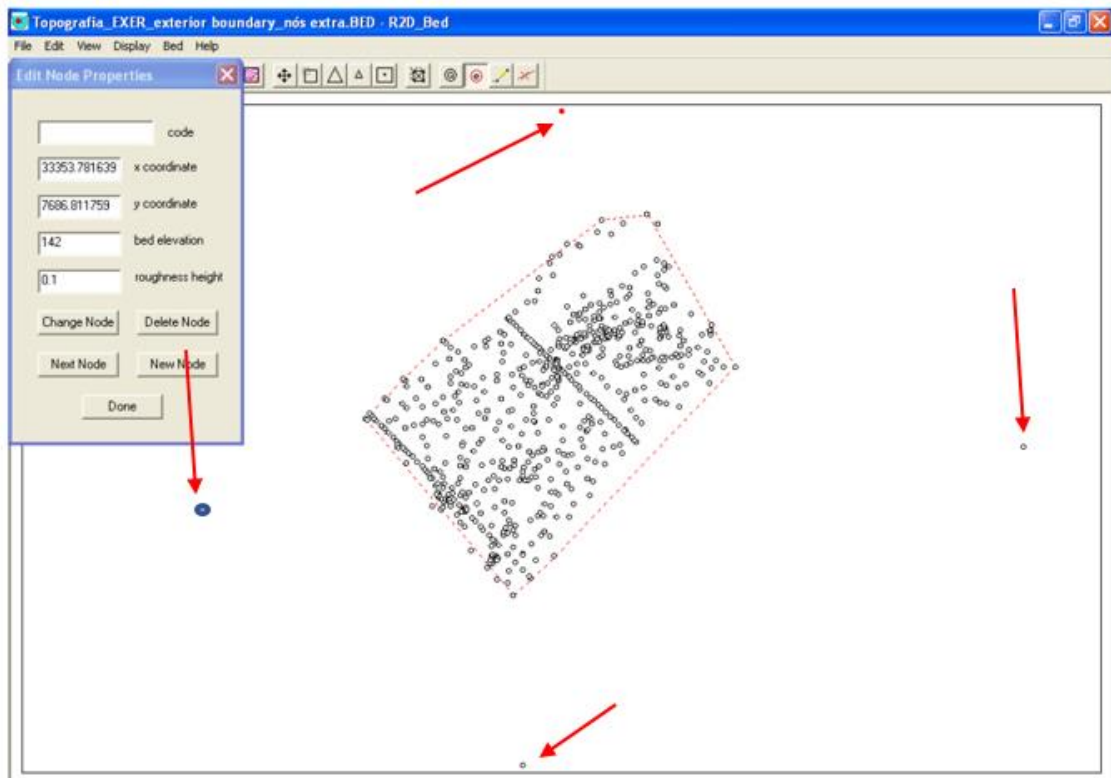 Topografia_EXER_exterior boundary_nós extra.BED - R2D_Bed
File Edit View Display Bed Help
Edit Node Properties
code
33353.781639 x coordinate
7686.811759 y coordinate
142 bed elevation
0.1 roughness height
Change Node Delete Node
Next Node New Node
Done